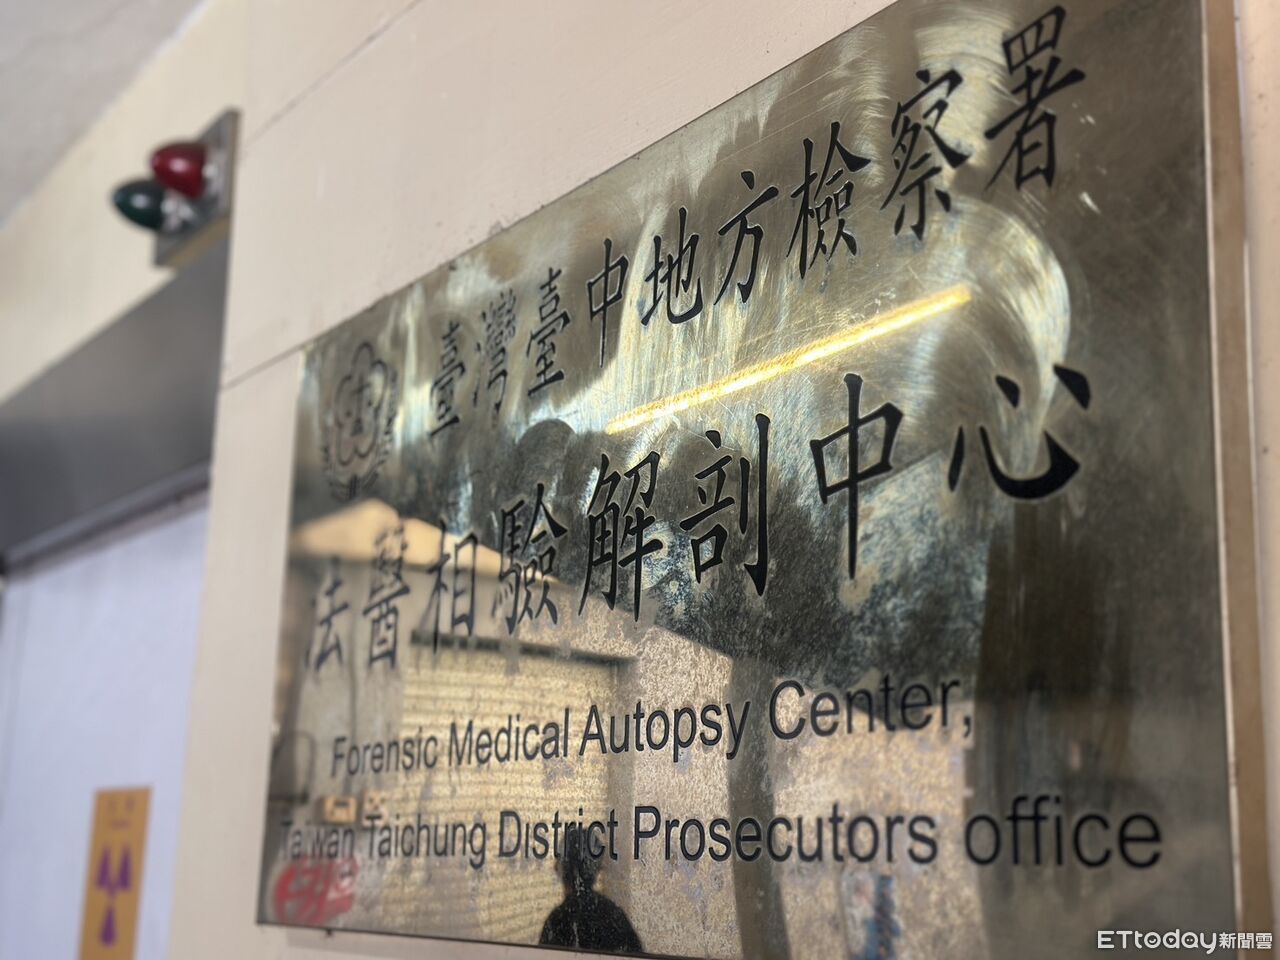 臺灣臺中地方檢察署
法醫相驗解剖中心
Forensic Medical Autopsy Center,
Taiwan Taichung District Prosecutors office
ETtoday新聞雲